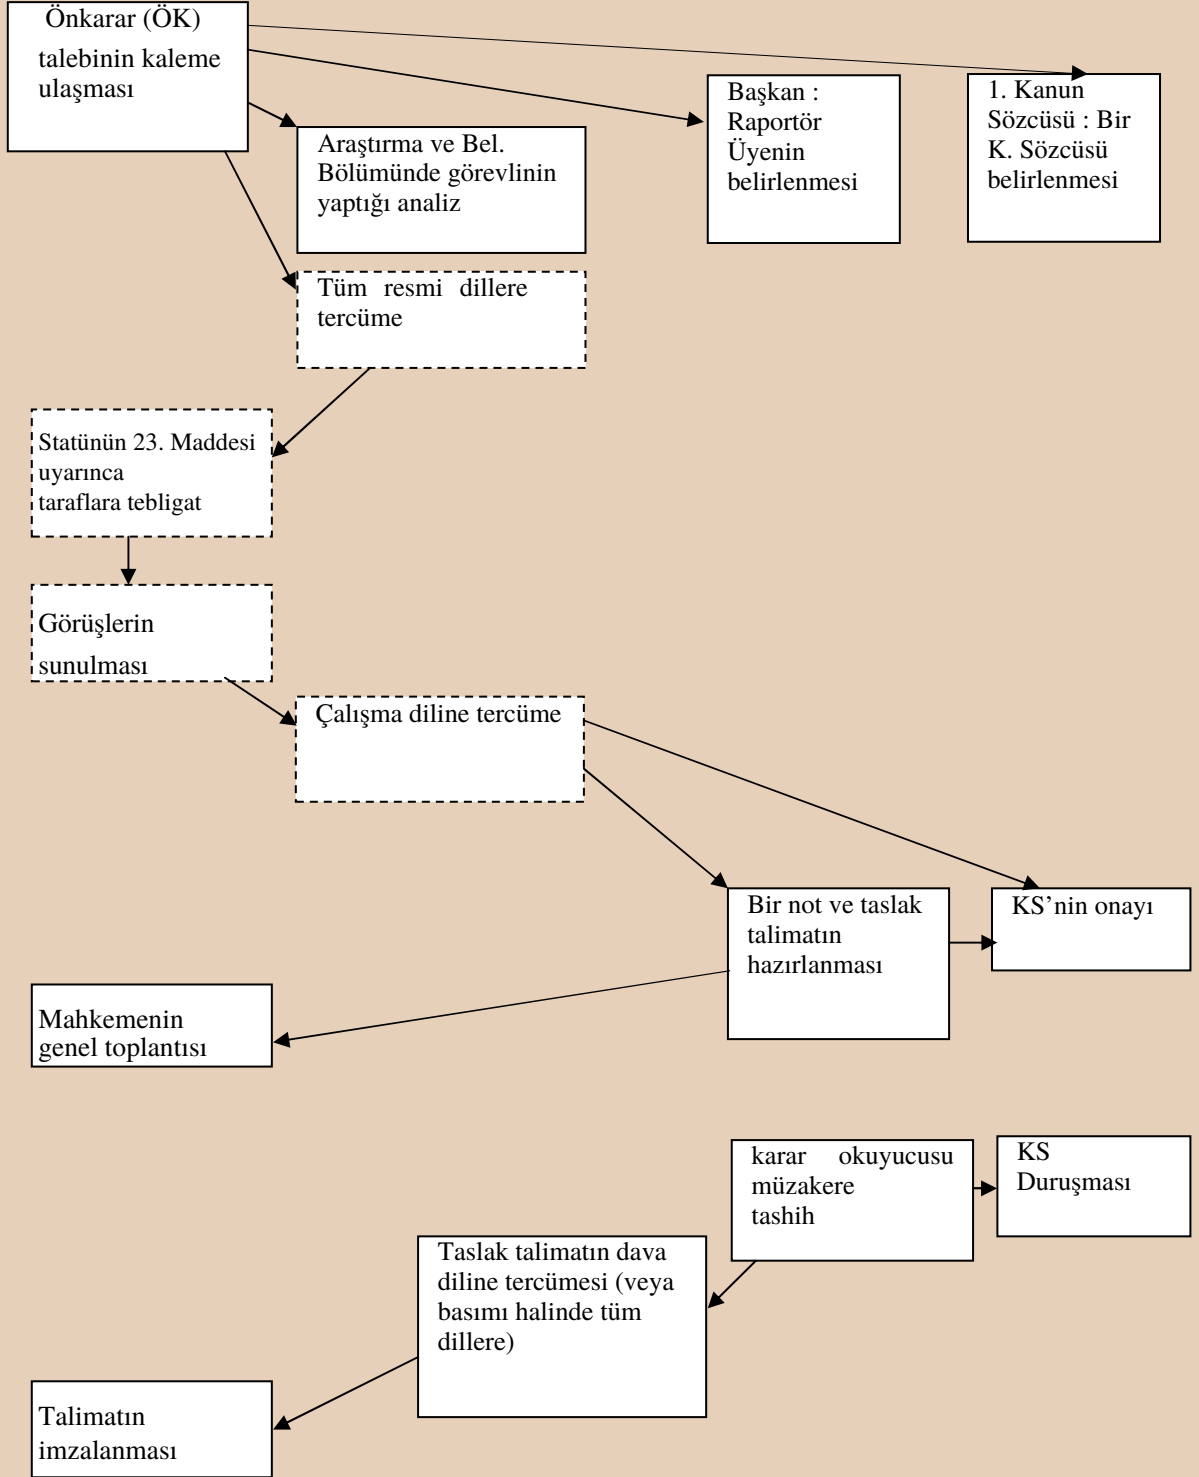 Önkarar (ÖK)
talebinin kaleme
ulaşması
Araştırma ve Bel.
Bölümünde görevlinin
yaptığı analiz
Başkan :
Raportör
Üyenin
belirlenmesi
1. Kanun
Sözcüsü : Bir
K. Sözcüsü
belirlenmesi
Tüm resmi dillere
tercüme
Statünün 23. Maddesi
uyarınca
taraflara tebligat
Görüşlerin
sunulması
Çalışma diline tercüme
Bir not ve taslak
talimatın
hazırlanması
KS’nin onayı
Mahkemenin
genel toplantısı
karar okuyucusu
müzakere
tashih
KS
Duruşması
Taslak talimatın dava
diline tercümesi (veya
basımı halinde tüm
dillere)
Talimatın
imzalanması